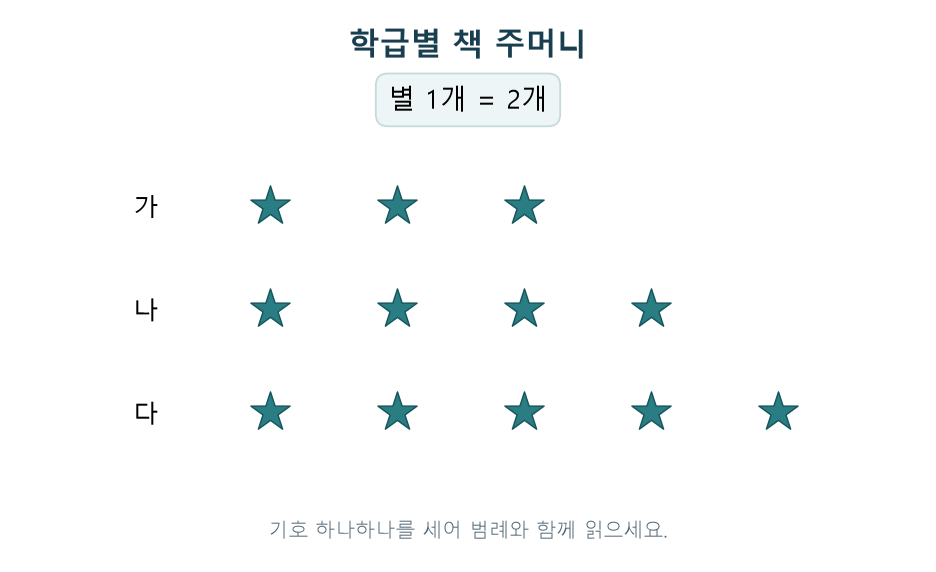 학급별 책 주머니
별 1개 = 2개
가
나
다
기호 하나하나를 세어 범례와 함께 읽으세요.